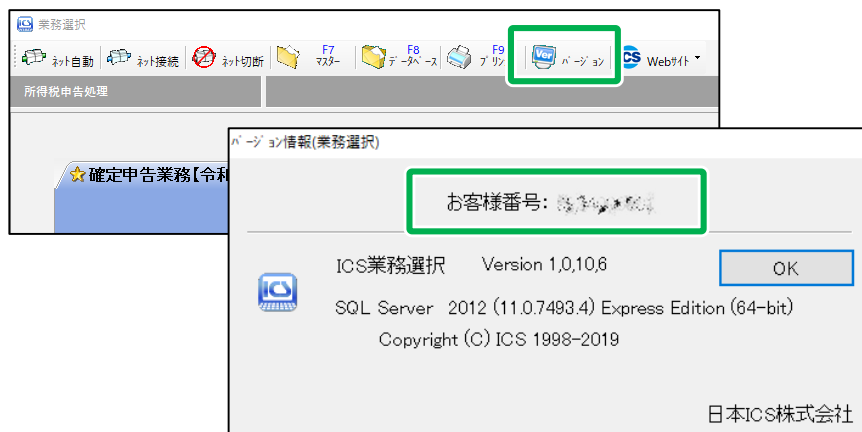 業務選択
ネット自動 ネット接続 ネット切断 F7 マスター F8 データベース F9 プリン Ver バージョン CS Webサイト
所得税申告処理
確定申告業務【令和
バージョン情報(業務選択)
お客様番号:
ICS業務選択 Version 1,0,10,6 OK
ICS
SQL Server 2012 (11.0.7493.4) Express Edition (64-bit)
Copyright (C) ICS 1998-2019
日本ICS株式会社